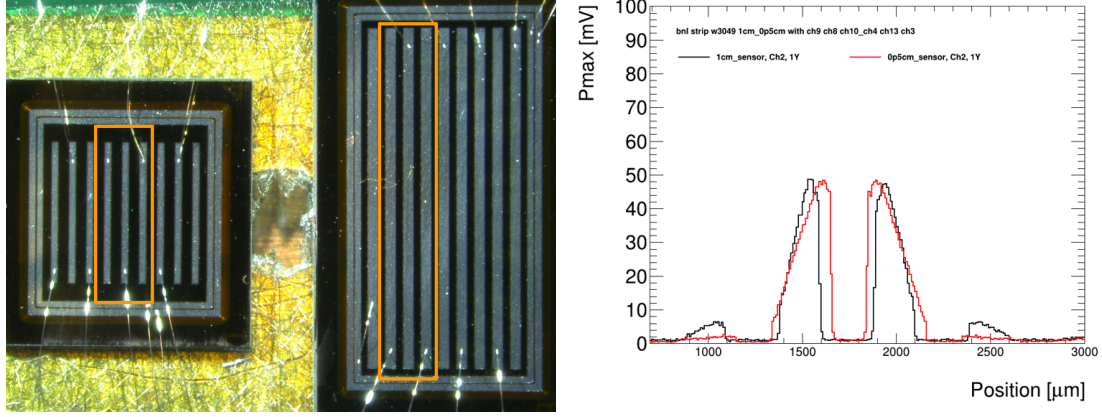 Pmax [mV]
100
90
80
70
60
50
40
30
20
10
0
bnl strip w3049 1cm_0p5cm with ch9 ch8 ch10_ch4 ch13 ch3
1cm_sensor, Ch2, 1Y
0p5cm_sensor, Ch2, 1Y
1000 1500 2000 2500 3000
Position [μm]